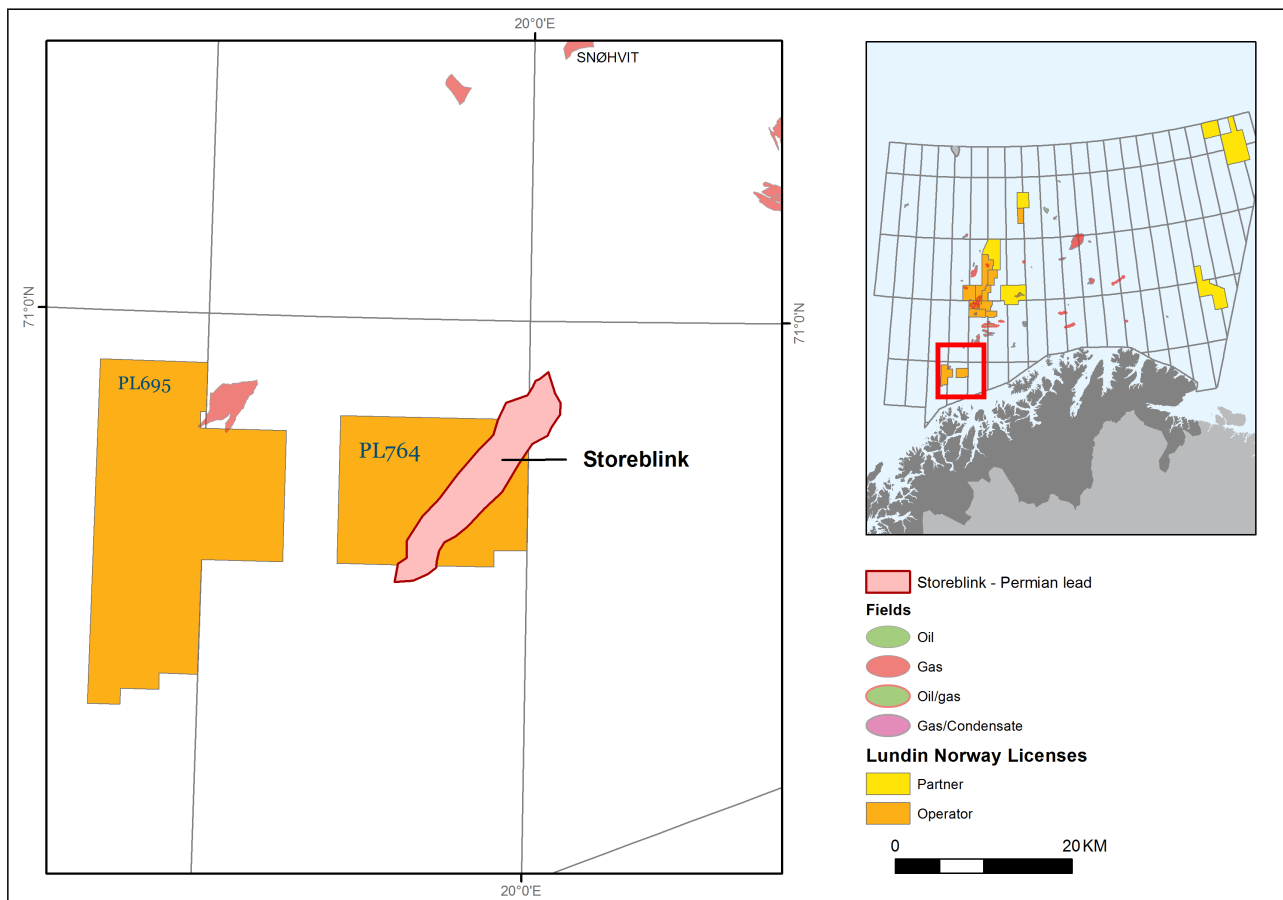 20°0'E
SNØHVIT
71°0'N
71°0'N
PL695
PL764
Storeblink
20°0'E
Storeblink - Permian lead
Fields
Oil
Gas
Oil/gas
Gas/Condensate
Lundin Norway Licenses
Partner
Operator
0 20 KM